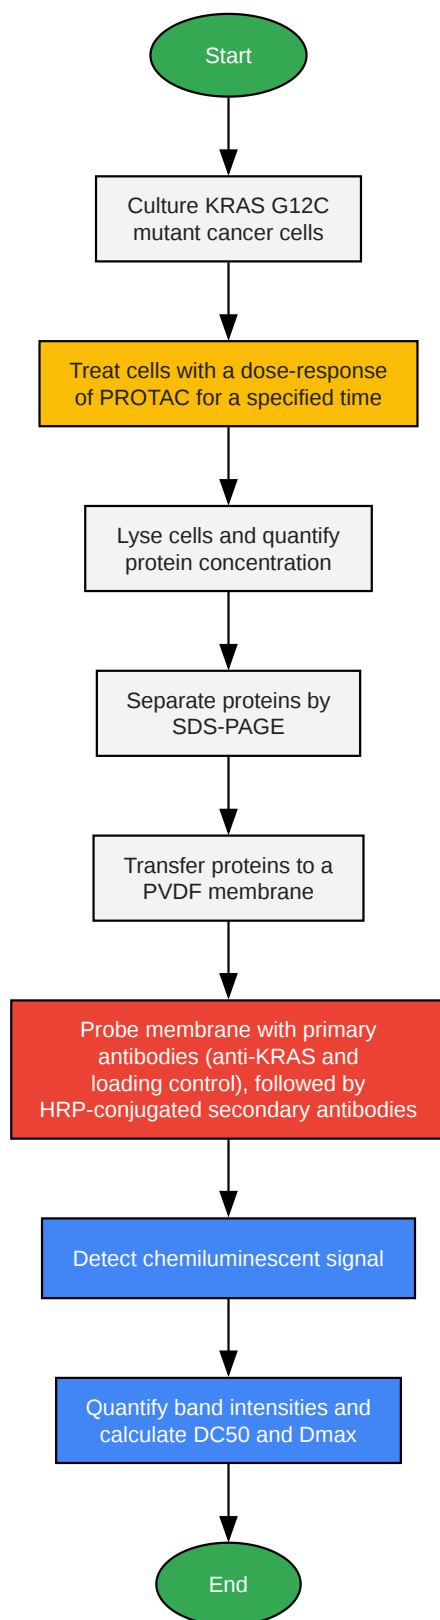 Start
Culture KRAS G12C
mutant cancer cells
Treat cells with a dose-response
of PROTAC for a specified time
Lyse cells and quantify
protein concentration
Separate proteins by
SDS-PAGE
Transfer proteins to a
PVDF membrane
Probe membrane with primary
antibodies (anti-KRAS and
loading control), followed by
HRP-conjugated secondary antibodies
Detect chemiluminescent signal
Quantify band intensities and
calculate DC50 and Dmax
End